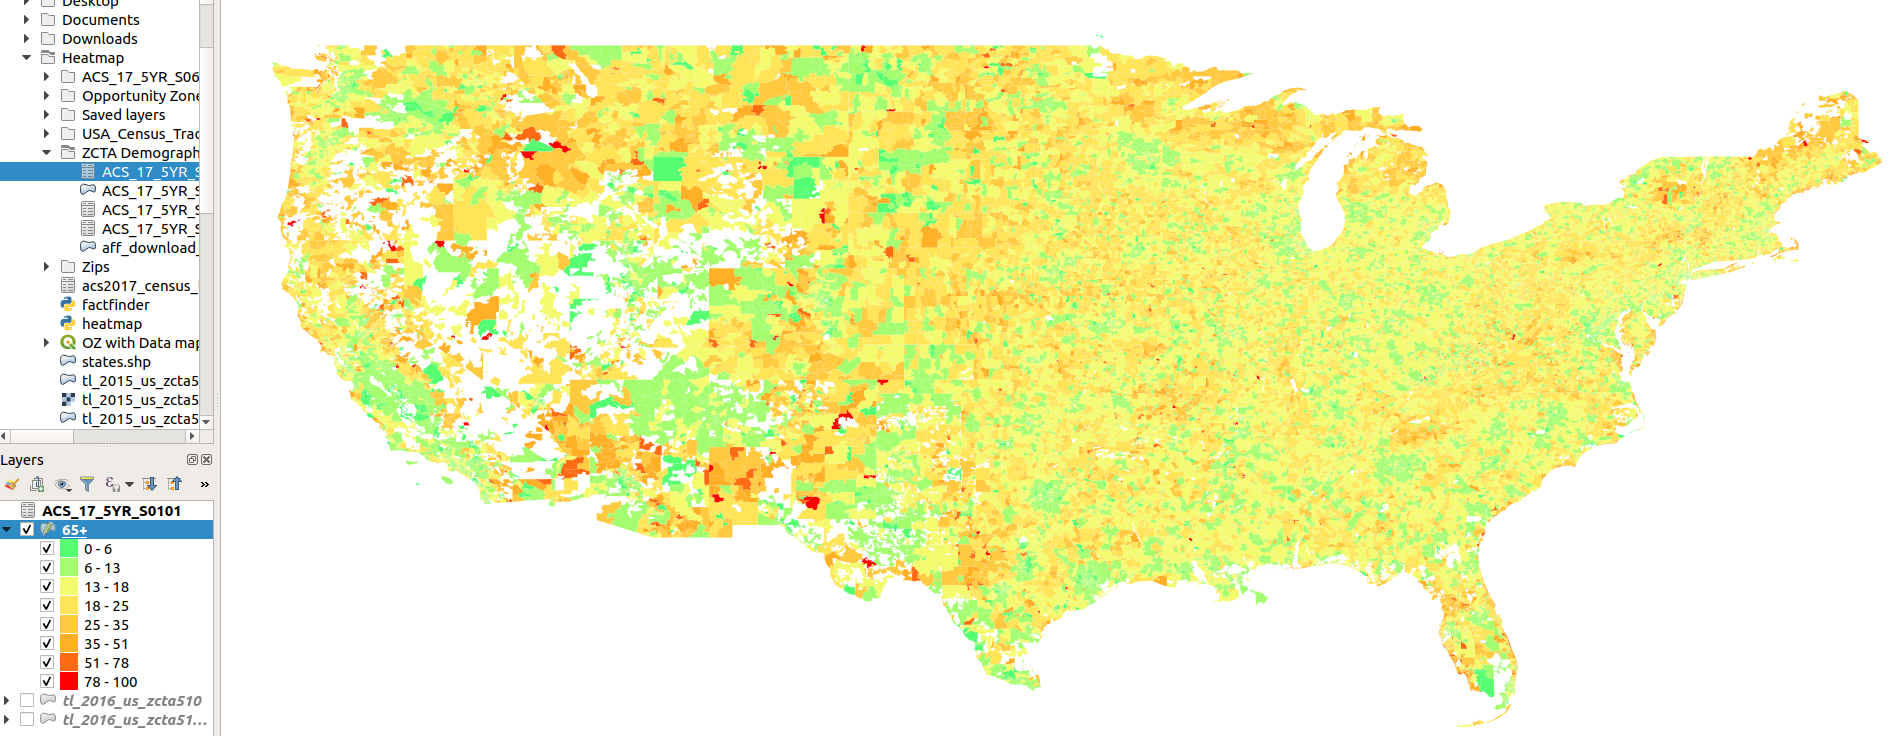 Desktop
Documents
Downloads
Heatmap
ACS_17_5YR_S06
Opportunity Zone
Saved layers
USA_Census_Trac
ZCTA Demograph
ACS_17_5YR_S
ACS_17_5YR_S
ACS_17_5YR_S
ACS_17_5YR_S
aff_download_
Zips
acs2017_census_
factfinder
heatmap
OZ with Data map
states.shp
tl_2015_us_zcta5
tl_2015_us_zcta5
tl_2015_us_zcta5
Layers
»
ACS_17_5YR_S0101
65+
0 - 6
6 - 13
13 - 18
18 - 25
25 - 35
35 - 51
51 - 78
78 - 100
tl_2016_us_zcta510
tl_2016_us_zcta51...